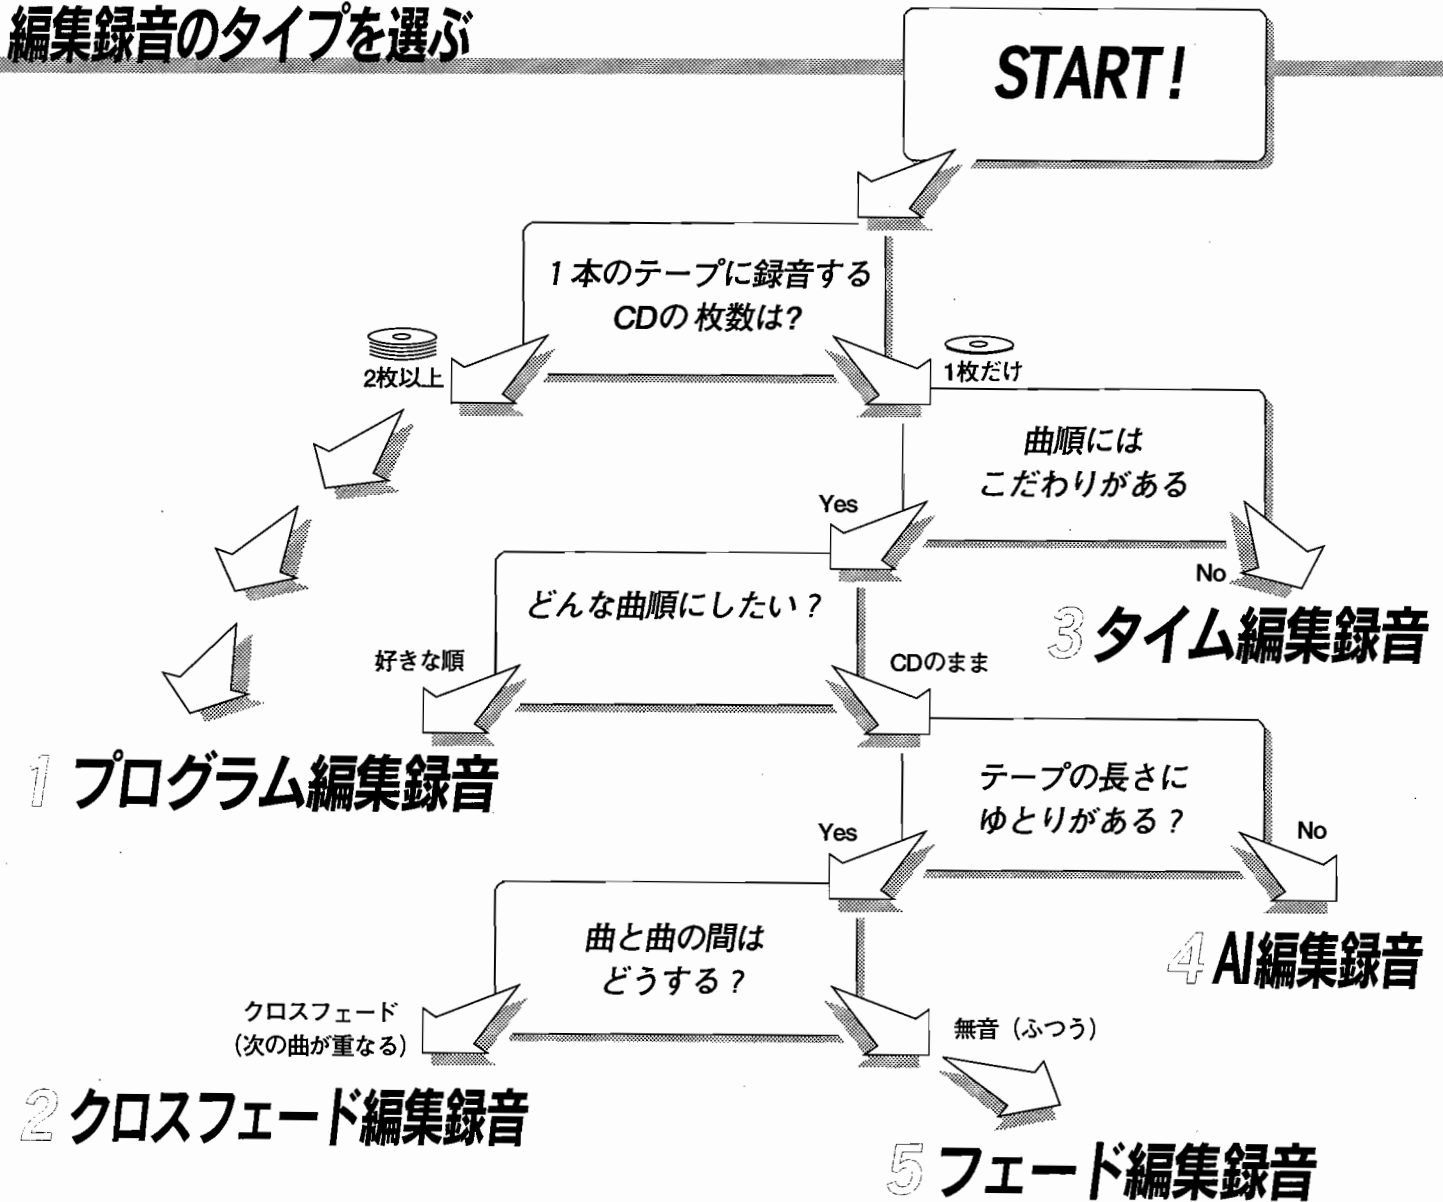 編集録音のタイプを選ぶ
START!
1本のテープに録音する
CDの枚数は?
2枚以上
1枚だけ
曲順には
こだわりがある
Yes
No
3 タイム編集録音
どんな曲順にしたい?
好きな順
CDのまま
1 プログラム編集録音
テープの長さに
ゆとりがある?
Yes
No
4 AI編集録音
曲と曲の間は
どうする?
クロスフェード
(次の曲が重なる)
無音(ふつう)
2 クロスフェード編集録音
5 フェード編集録音